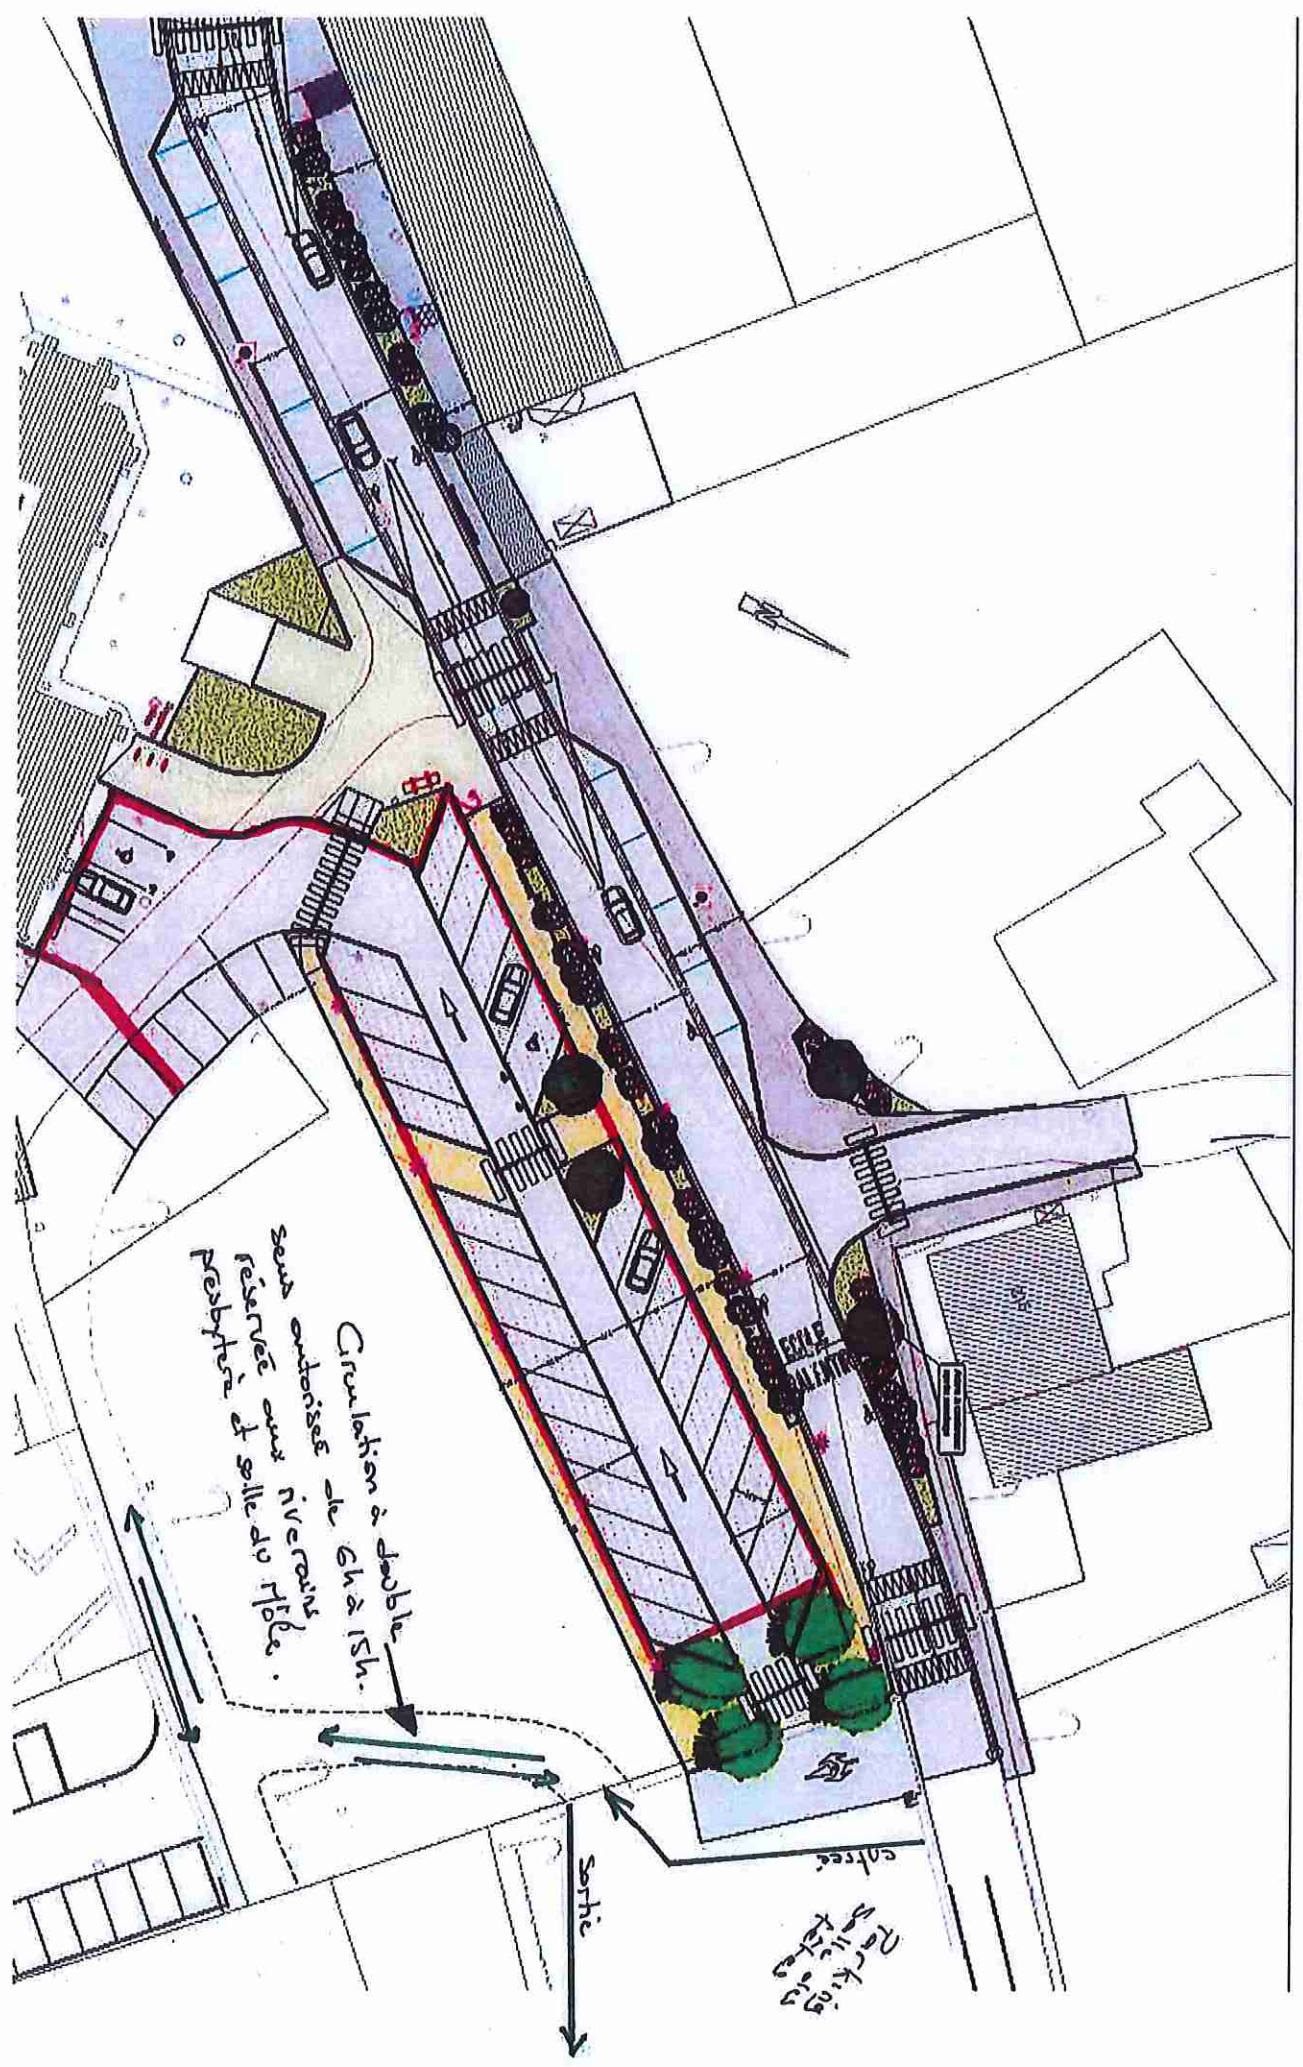 Circulation à double
sens autorisée de 6h à 15h.
réservée aux riverains
presbytère et salle du Môle.
entrée
Sortie
Parking
salle des
fêtes
ECOLE
N